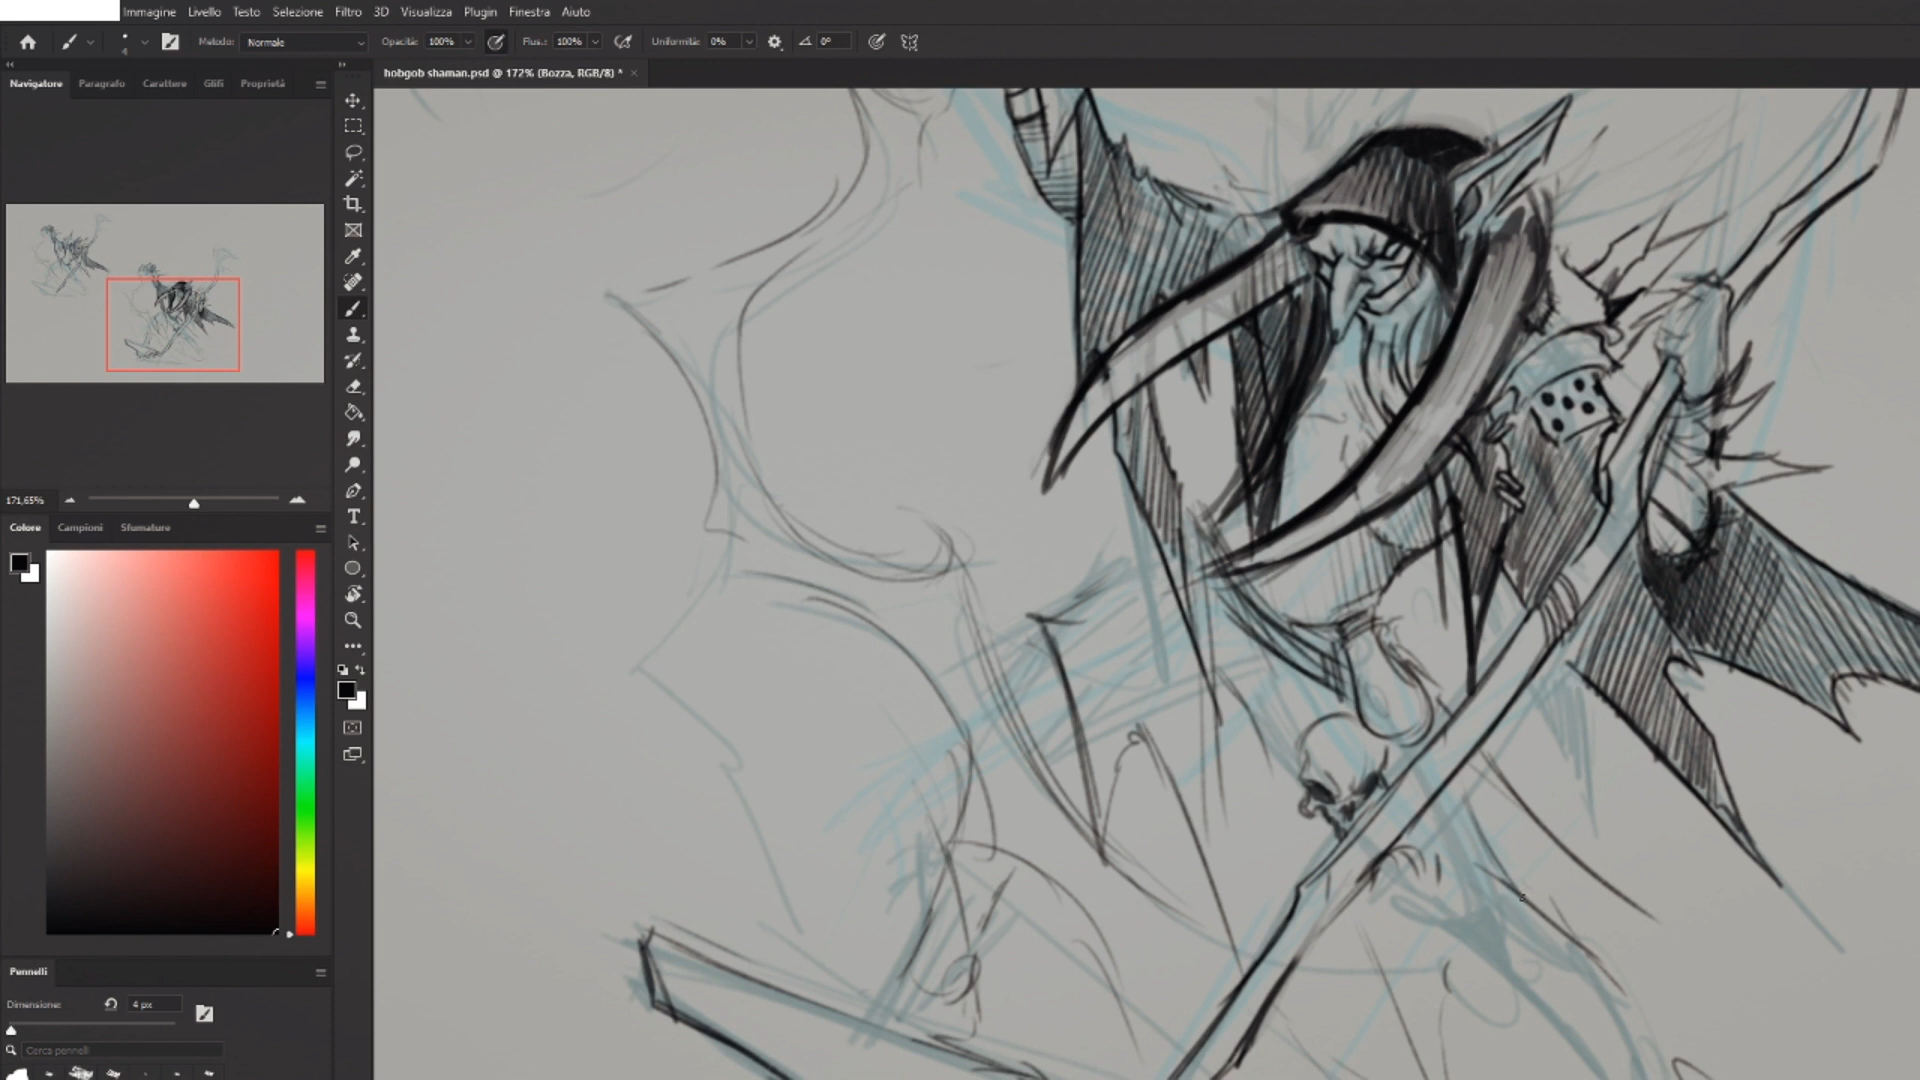 Immagine Livello Testo Selezione Filtro 3D Visualizza Plugin Finestra Aiuto
4 Metodo: Normale Opacità: 100% Flus.: 100% Uniformità: 0% 0°
hobgob shaman.psd @ 172% (Bozza, RGB/8) *
Navigatore Paragrafo Carattere Glifi Proprietà
171,65%
Colore Campioni Sfumature
Pennelli
Dimensione: 4 px
Cerca pennelli